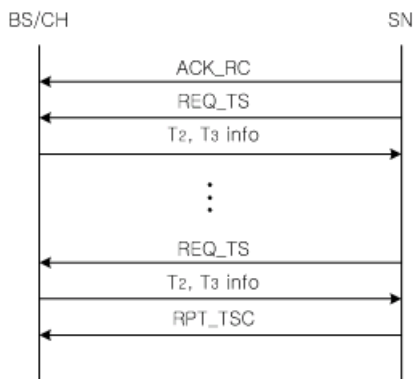 BS/CH SN
ACK_RC
REQ_TS
T2, T3 info
REQ_TS
T2, T3 info
RPT_TSC